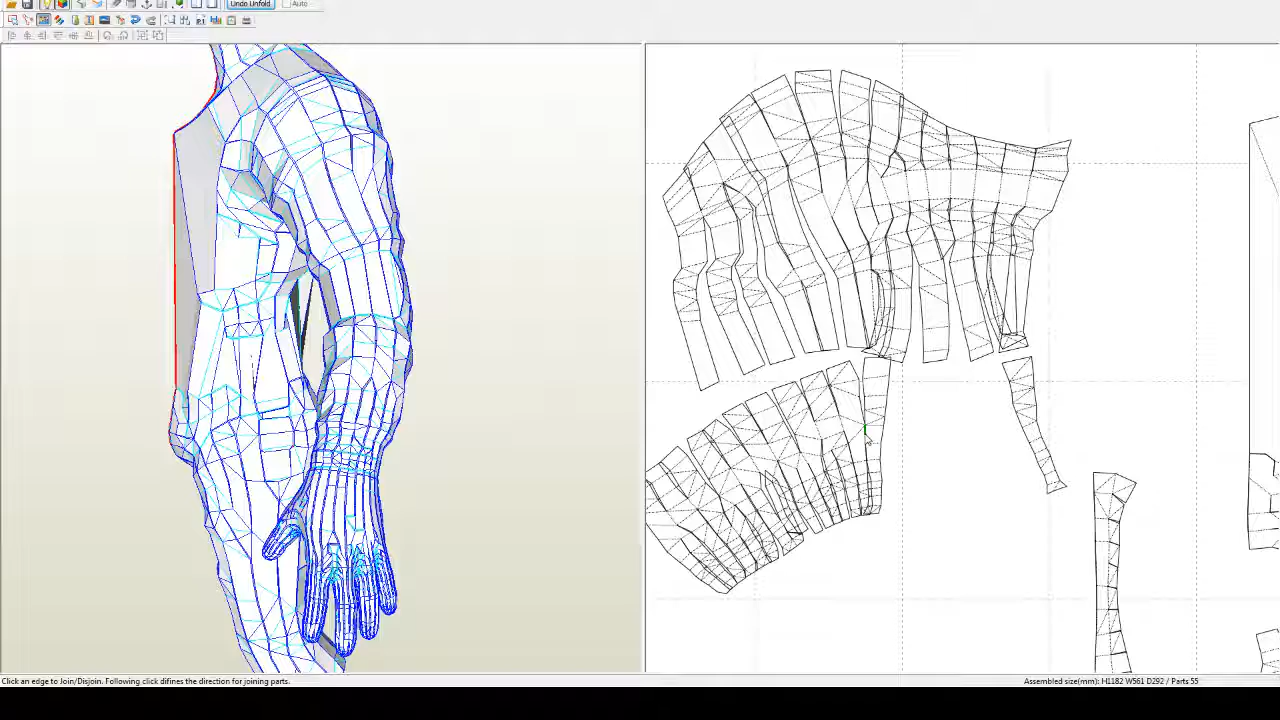 Undo Unfold
Auto
Click an edge to Join/Disjoin. Following click difines the direction for joining parts.
Assembled size(mm): H1182 W561 D292 / Parts 55